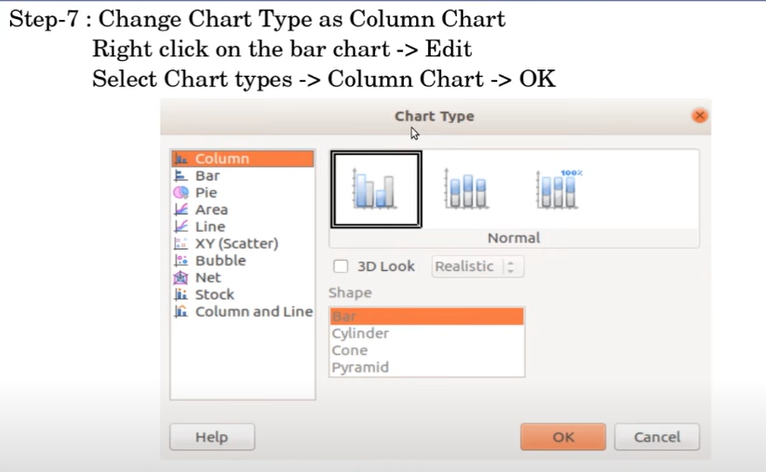 Step-7 : Change Chart Type as Column Chart
Right click on the bar chart -> Edit
Select Chart types -> Column Chart -> OK
Chart Type
Column
Bar
Pie
Area
Line
XY (Scatter)
Bubble
Net
Stock
Column and Line
100%
Normal
3D Look Realistic
Shape
Bar
Cylinder
Cone
Pyramid
Help OK Cancel